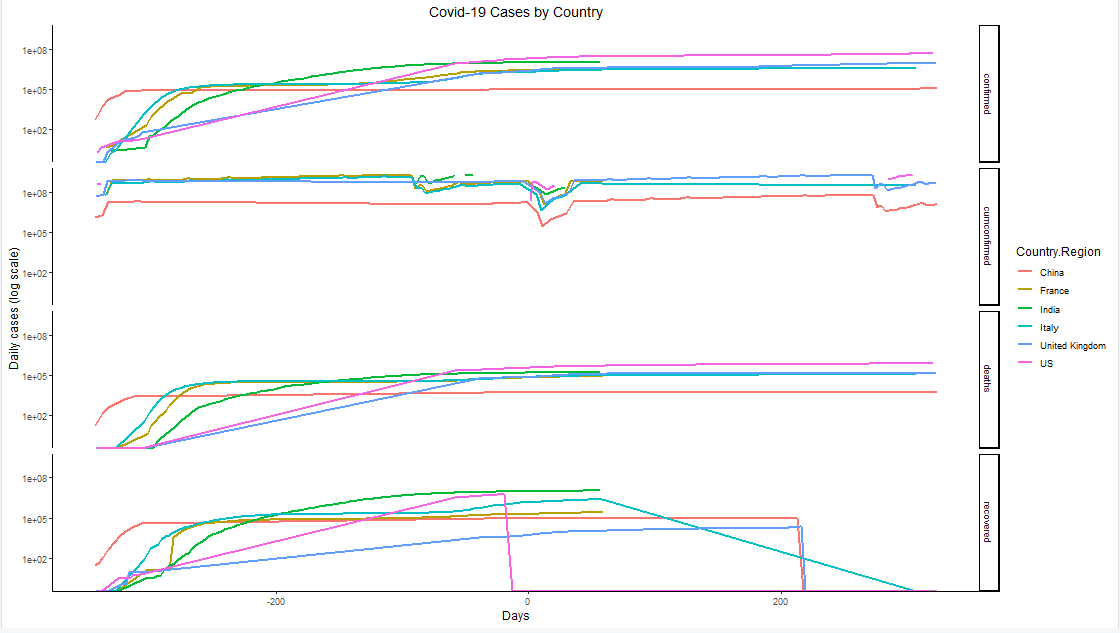 Covid-19 Cases by Country
Daily cases (log scale)
1e+08
1e+05
1e+02
confirmed
1e+08
1e+05
1e+02
cumconfirmed
1e+08
1e+05
1e+02
deaths
1e+08
1e+05
1e+02
recovered
-200
0
200
Days
Country.Region
China
France
India
Italy
United Kingdom
US